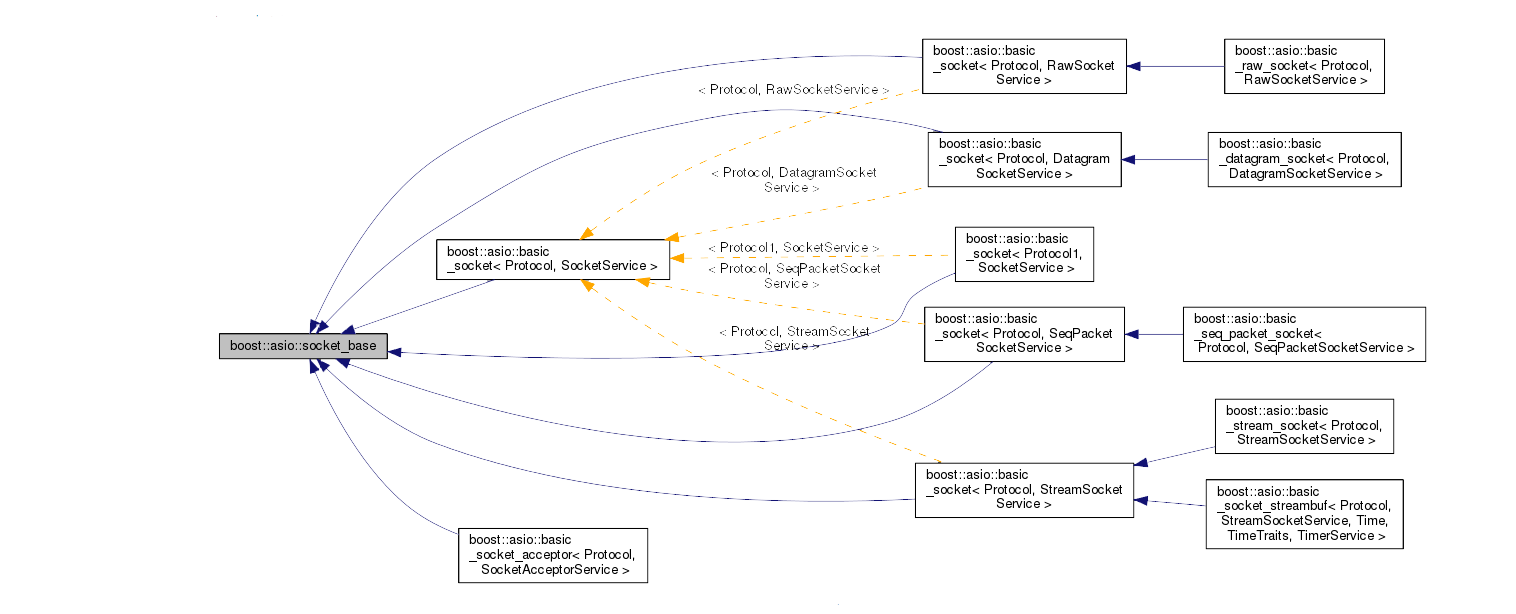 boost::asio::basic
_socket< Protocol, RawSocket
Service >
boost::asio::basic
_raw_socket< Protocol,
RawSocketService >
< Protocol, RawSocketService >
boost::asio::basic
_socket< Protocol, Datagram
SocketService >
boost::asio::basic
_datagram_socket< Protocol,
DatagramSocketService >
< Protocol, DatagramSocket
Service >
boost::asio::basic
_socket< Protocol, SocketService >
< Protocol1, SocketService >
boost::asio::basic
_socket< Protocol1,
SocketService >
< Protocol, SeqPacketSocket
Service >
boost::asio::basic
_socket< Protocol, SeqPacket
SocketService >
boost::asio::basic
_seq_packet_socket<
Protocol, SeqPacketSocketService >
< Protocol, StreamSocket
Service >
boost::asio::socket_base
boost::asio::basic
_stream_socket< Protocol,
StreamSocketService >
boost::asio::basic
_socket< Protocol, StreamSocket
Service >
boost::asio::basic
_socket_streambuf< Protocol,
StreamSocketService, Time,
TimeTraits, TimerService >
boost::asio::basic
_socket_acceptor< Protocol,
SocketAcceptorService >